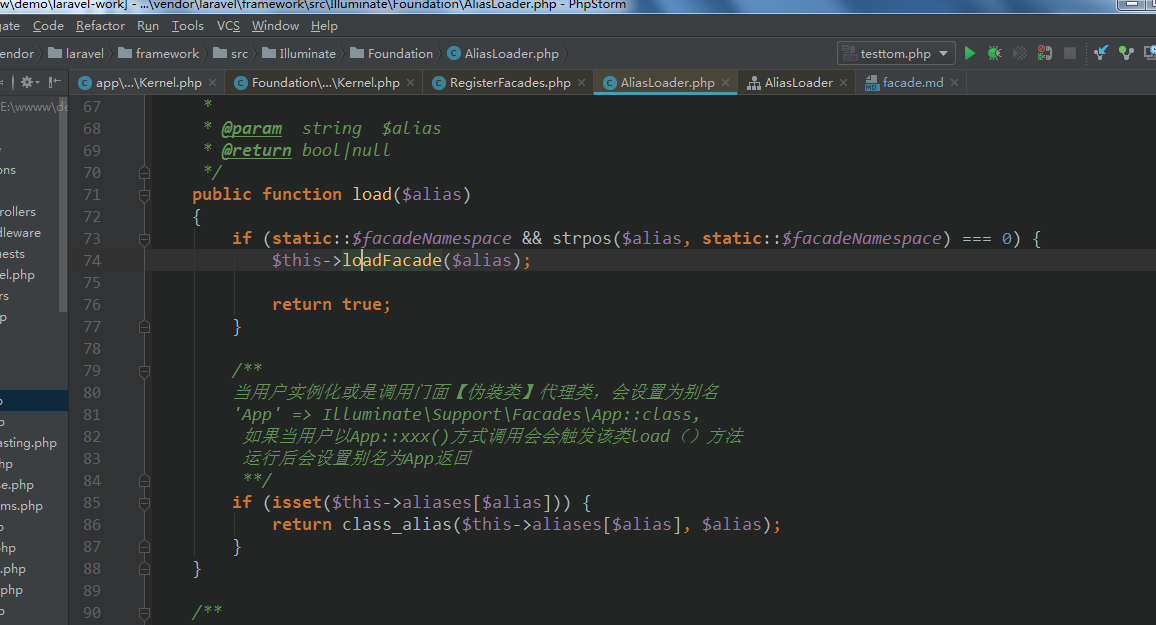 w\demo\laravel-work] - ...\vendor\laravel\framework\src\Illuminate\Foundation\AliasLoader.php - PhpStorm
gate Code Refactor Run Tools VCS Window Help
endor laravel framework src Illuminate Foundation AliasLoader.php testtom.php
app\...\Kernel.php Foundation\...\Kernel.php RegisterFacades.php AliasLoader.php AliasLoader facade.md
E:\wwww\de
ons
rollers
dleware
uests
el.php
rs
p
asting.php
hp
e.php
ms.php
o
hp
.php
php
67 *
68 * @param string $alias
69 * @return bool|null
70 */
71 public function load($alias)
72 {
73 if (static::$facadeNamespace && strpos($alias, static::$facadeNamespace) === 0) {
74 $this->loadFacade($alias);
75
76 return true;
77 }
78
79 /**
80 当用户实例化或是调用门面【伪装类】代理类，会设置为别名
81 'App' => Illuminate\Support\Facades\App::class,
82 如果当用户以App::xxx()方式调用会会触发该类load（）方法
83 运行后会设置别名为App返回
84 **/
85 if (isset($this->aliases[$alias])) {
86 return class_alias($this->aliases[$alias], $alias);
87 }
88 }
89
90 /**